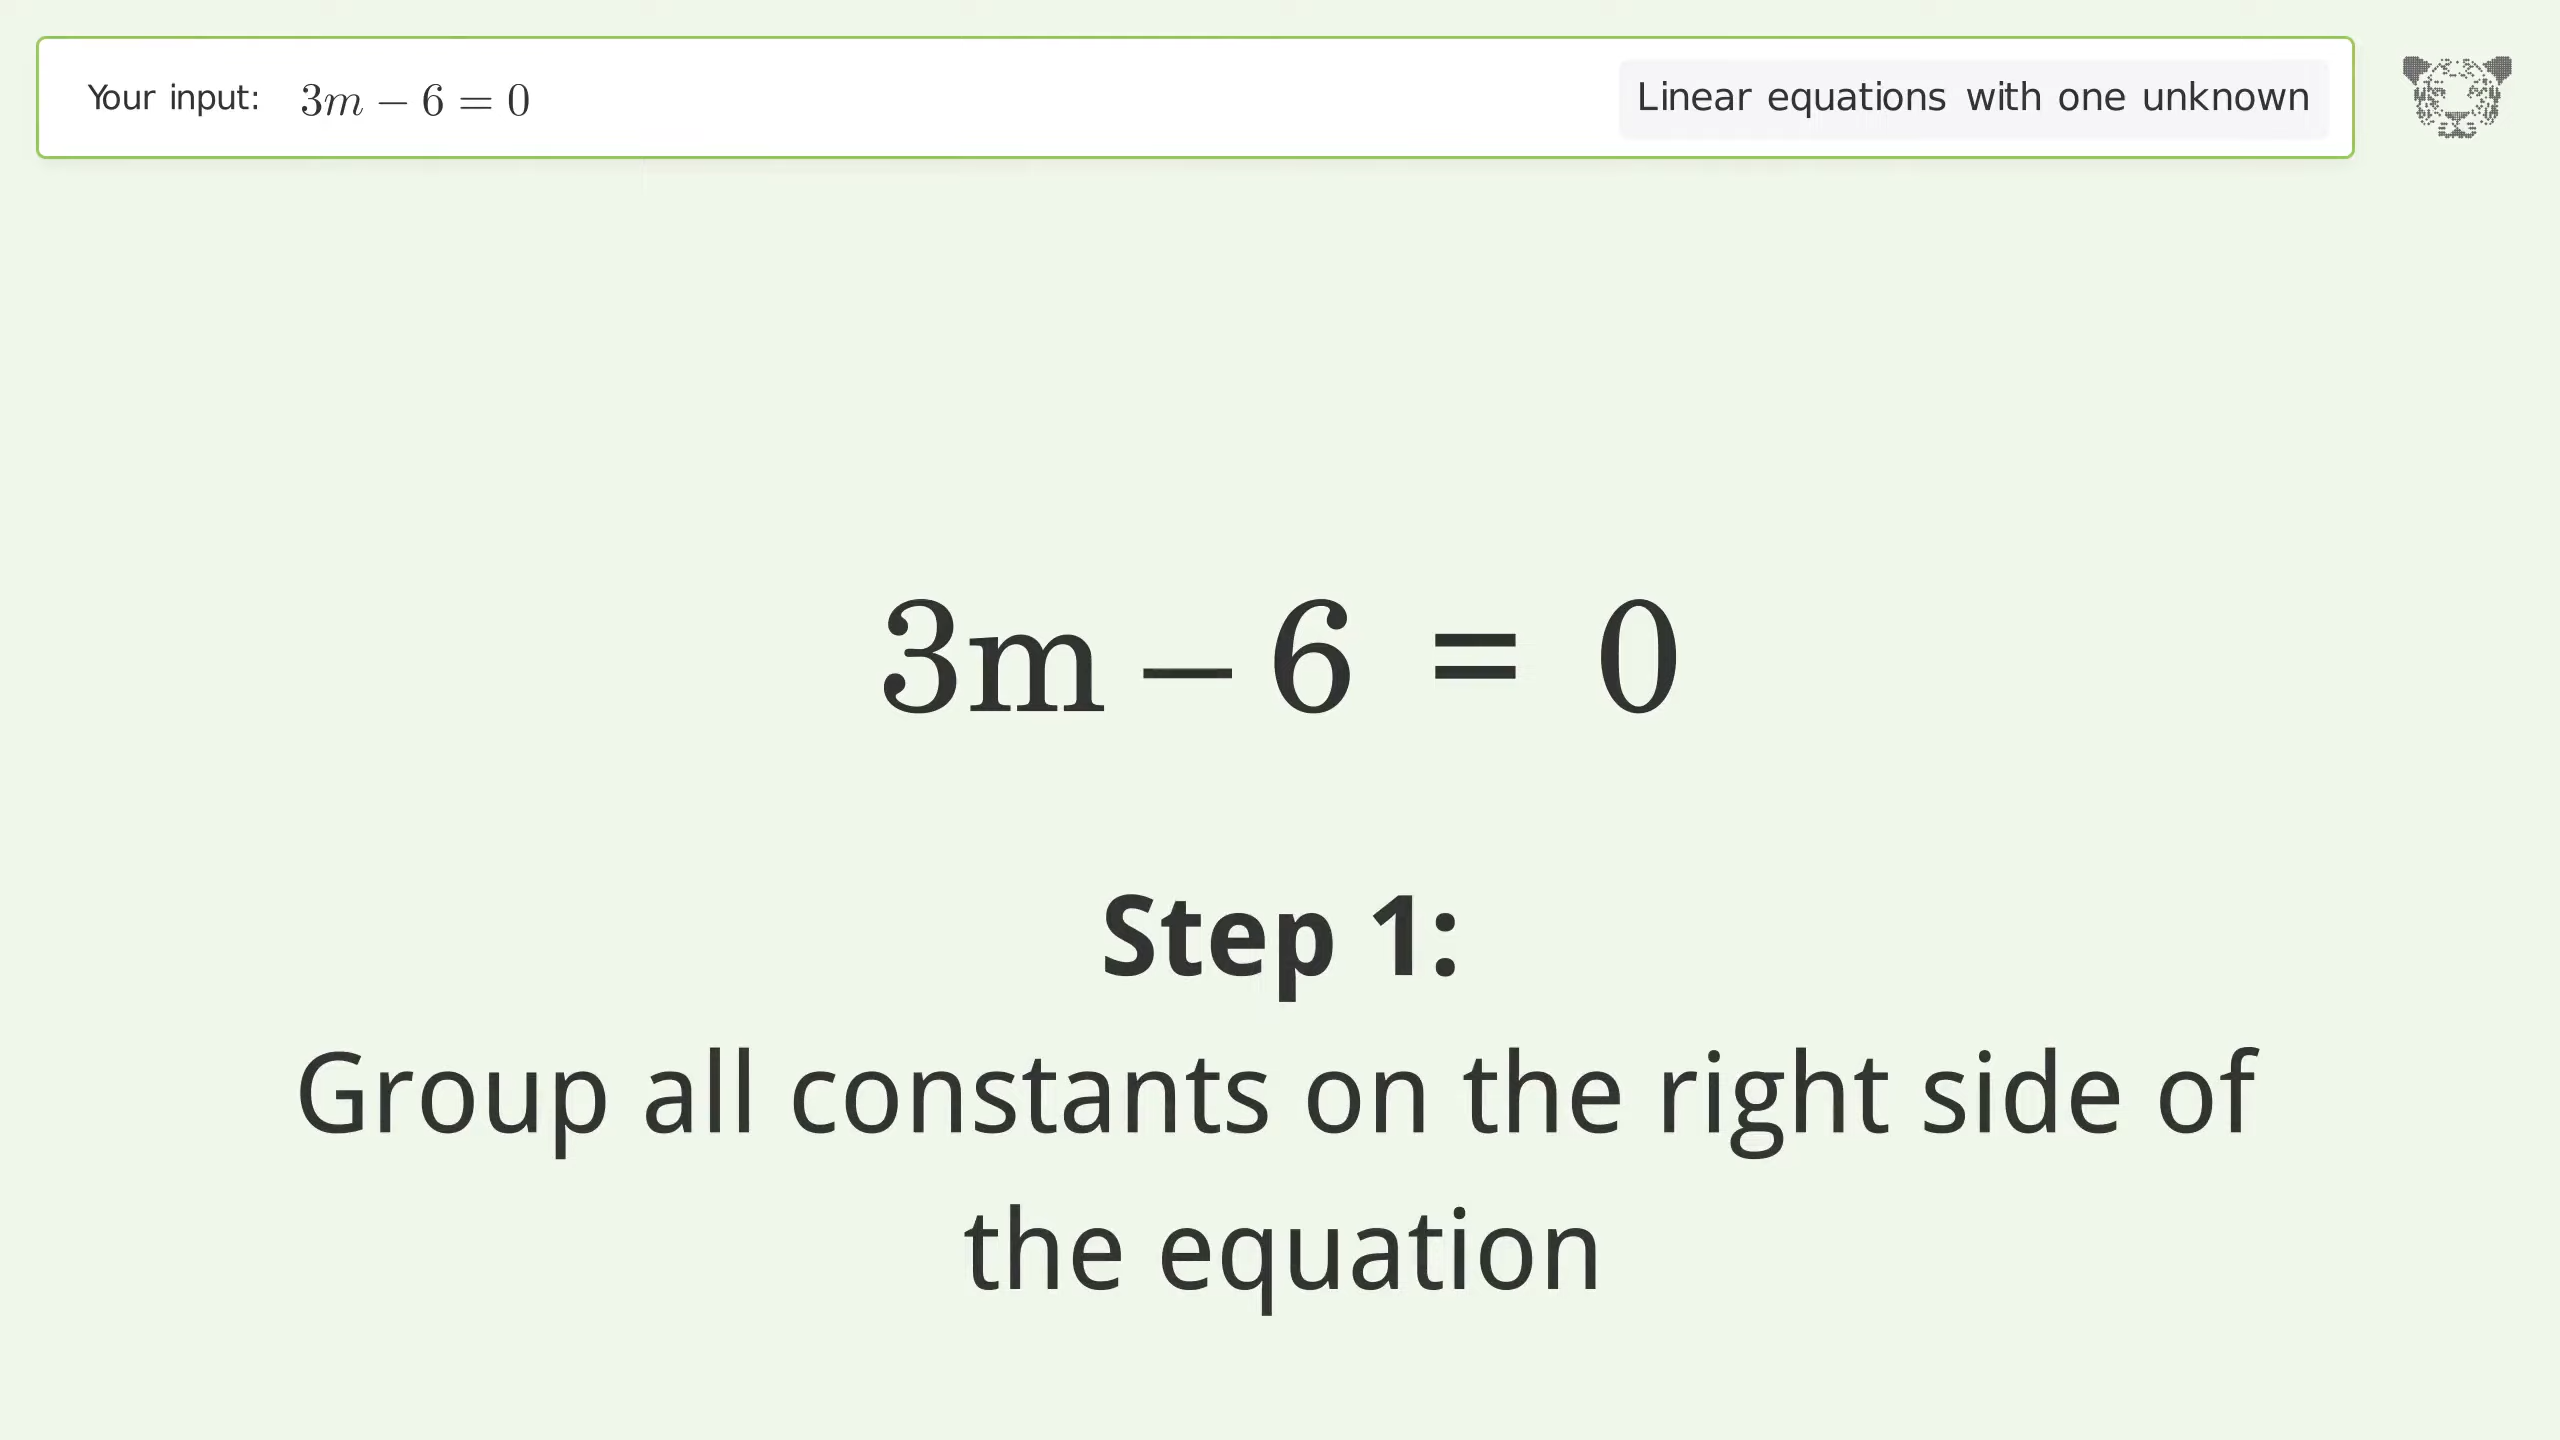 Your input: 3m – 6 = 0
Linear equations with one unknown
3m – 6 = 0
Step 1:
Group all constants on the right side of
the equation